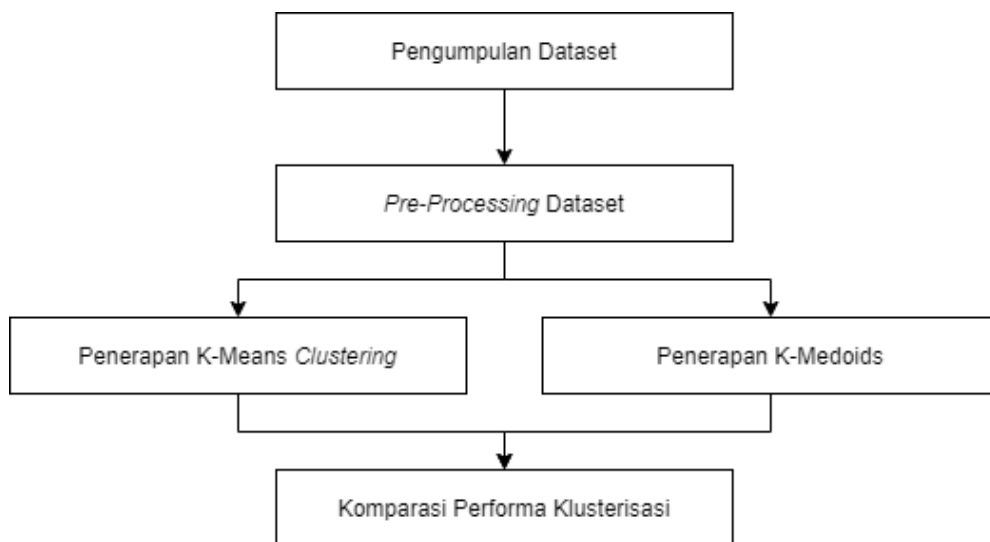 Pengumpulan Dataset
Pre-Processing Dataset
Penerapan K-Means Clustering
Penerapan K-Medoids
Komparasi Performa Klusterisasi